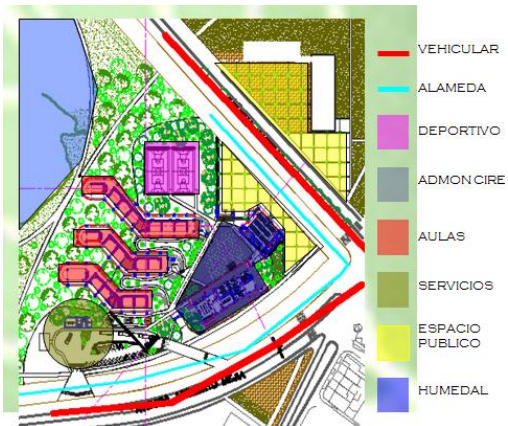 VEHICULAR
ALAMEDA
DEPORTIVO
ADMON CIRE
AULAS
SERVICIOS
ESPACIO
PUBLICO
HUMEDAL